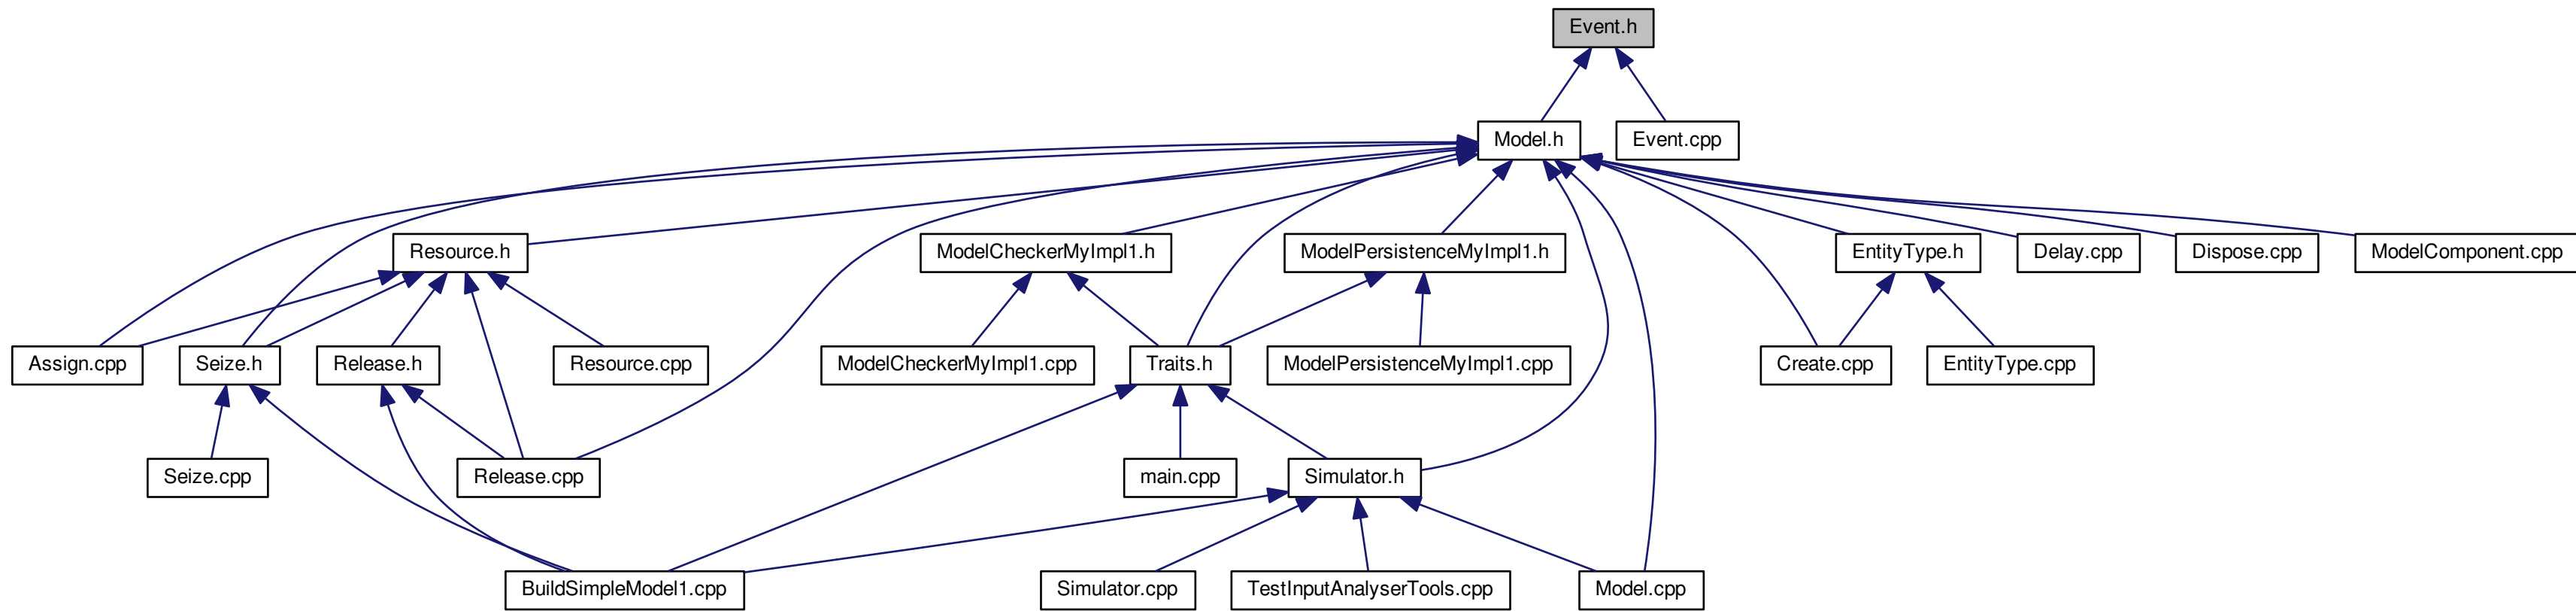 Event.h
Model.h
Event.cpp
Resource.h
ModelCheckerMyImpl1.h
ModelPersistenceMyImpl1.h
EntityType.h
Delay.cpp
Dispose.cpp
ModelComponent.cpp
Assign.cpp
Seize.h
Release.h
Resource.cpp
ModelCheckerMyImpl1.cpp
Traits.h
ModelPersistenceMyImpl1.cpp
Create.cpp
EntityType.cpp
Seize.cpp
Release.cpp
main.cpp
Simulator.h
BuildSimpleModel1.cpp
Simulator.cpp
TestInputAnalyserTools.cpp
Model.cpp